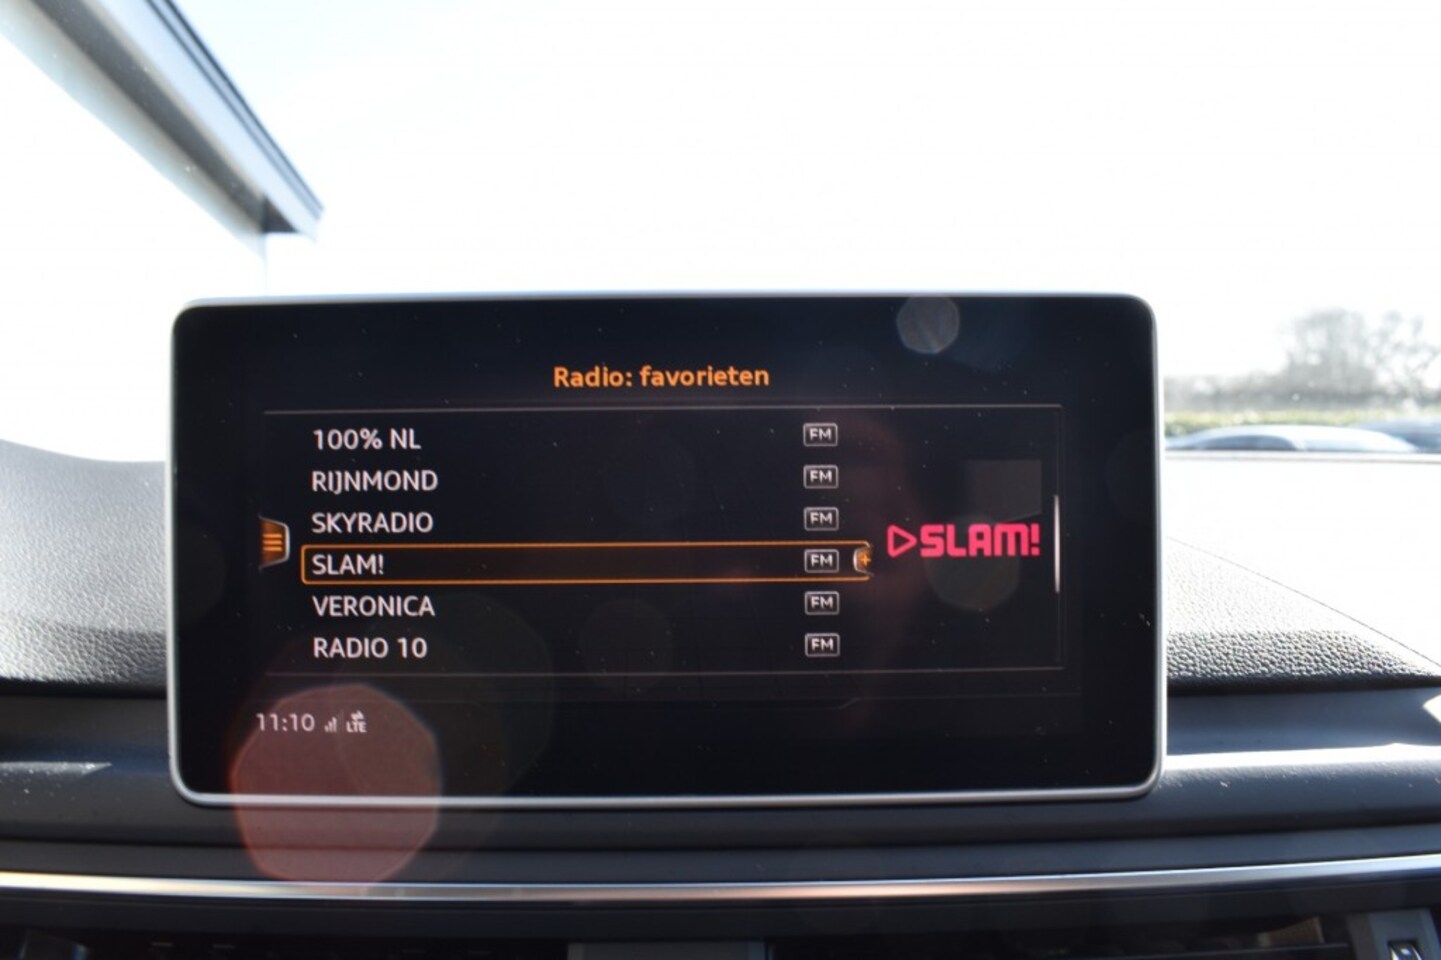 Radio: favorieten
100% NL FM
RIJNMOND FM
SKYRADIO FM
SLAM! FM
SLAM!
VERONICA FM
RADIO 10 FM
11:10 LTE